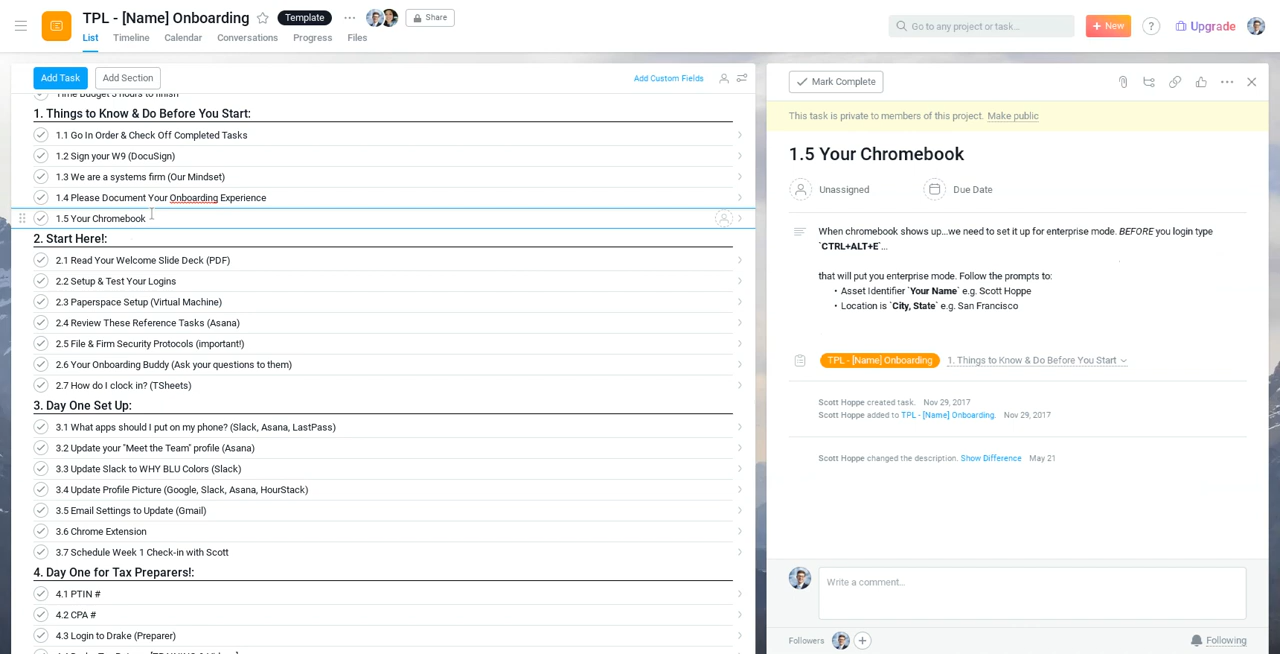 TPL - [Name] Onboarding
Template
Share
Go to any project or task...
New
?
Upgrade
List
Timeline
Calendar
Conversations
Progress
Files
Add Task
Add Section
Add Custom Fields
Time Budget 3 hours to finish
1. Things to Know & Do Before You Start:
1.1 Go In Order & Check Off Completed Tasks
1.2 Sign your W9 (DocuSign)
1.3 We are a systems firm (Our Mindset)
1.4 Please Document Your Onboarding Experience
1.5 Your Chromebook
2. Start Here!:
2.1 Read Your Welcome Slide Deck (PDF)
2.2 Setup & Test Your Logins
2.3 Paperspace Setup (Virtual Machine)
2.4 Review These Reference Tasks (Asana)
2.5 File & Firm Security Protocols (important!)
2.6 Your Onboarding Buddy (Ask your questions to them)
2.7 How do I clock in? (TSheets)
3. Day One Set Up:
3.1 What apps should I put on my phone? (Slack, Asana, LastPass)
3.2 Update your "Meet the Team" profile (Asana)
3.3 Update Slack to WHY BLU Colors (Slack)
3.4 Update Profile Picture (Google, Slack, Asana, HourStack)
3.5 Email Settings to Update (Gmail)
3.6 Chrome Extension
3.7 Schedule Week 1 Check-in with Scott
4. Day One for Tax Preparers!:
4.1 PTIN #
4.2 CPA #
4.3 Login to Drake (Preparer)
Mark Complete
This task is private to members of this project. Make public
1.5 Your Chromebook
Unassigned
Due Date
When chromebook shows up...we need to set it up for enterprise mode. BEFORE you login type
`CTRL+ALT+E`...
that will put you enterprise mode. Follow the prompts to:
• Asset Identifier `Your Name` e.g. Scott Hoppe
• Location is `City, State` e.g. San Francisco
TPL - [Name] Onboarding
1. Things to Know & Do Before You Start
Scott Hoppe created task. Nov 29, 2017
Scott Hoppe added to TPL - [Name] Onboarding. Nov 29, 2017
Scott Hoppe changed the description. Show Difference May 21
Write a comment...
Followers
Following